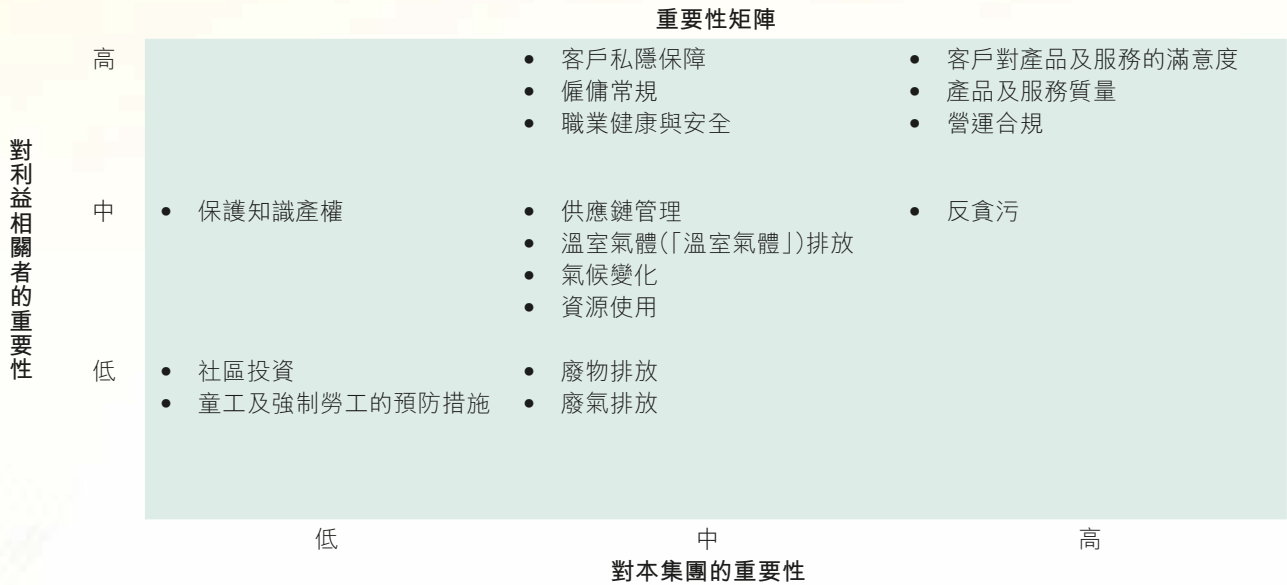 重要性矩陣
對利益相關者的重要性
高
• 客戶私隱保障
• 僱傭常規
• 職業健康與安全
• 客戶對產品及服務的滿意度
• 產品及服務質量
• 營運合規
中
• 保護知識產權
• 供應鏈管理
• 溫室氣體(「溫室氣體」)排放
• 氣候變化
• 資源使用
• 反貪污
低
• 社區投資
• 童工及強制勞工的預防措施
• 廢物排放
• 廢氣排放
低 中 高
對本集團的重要性